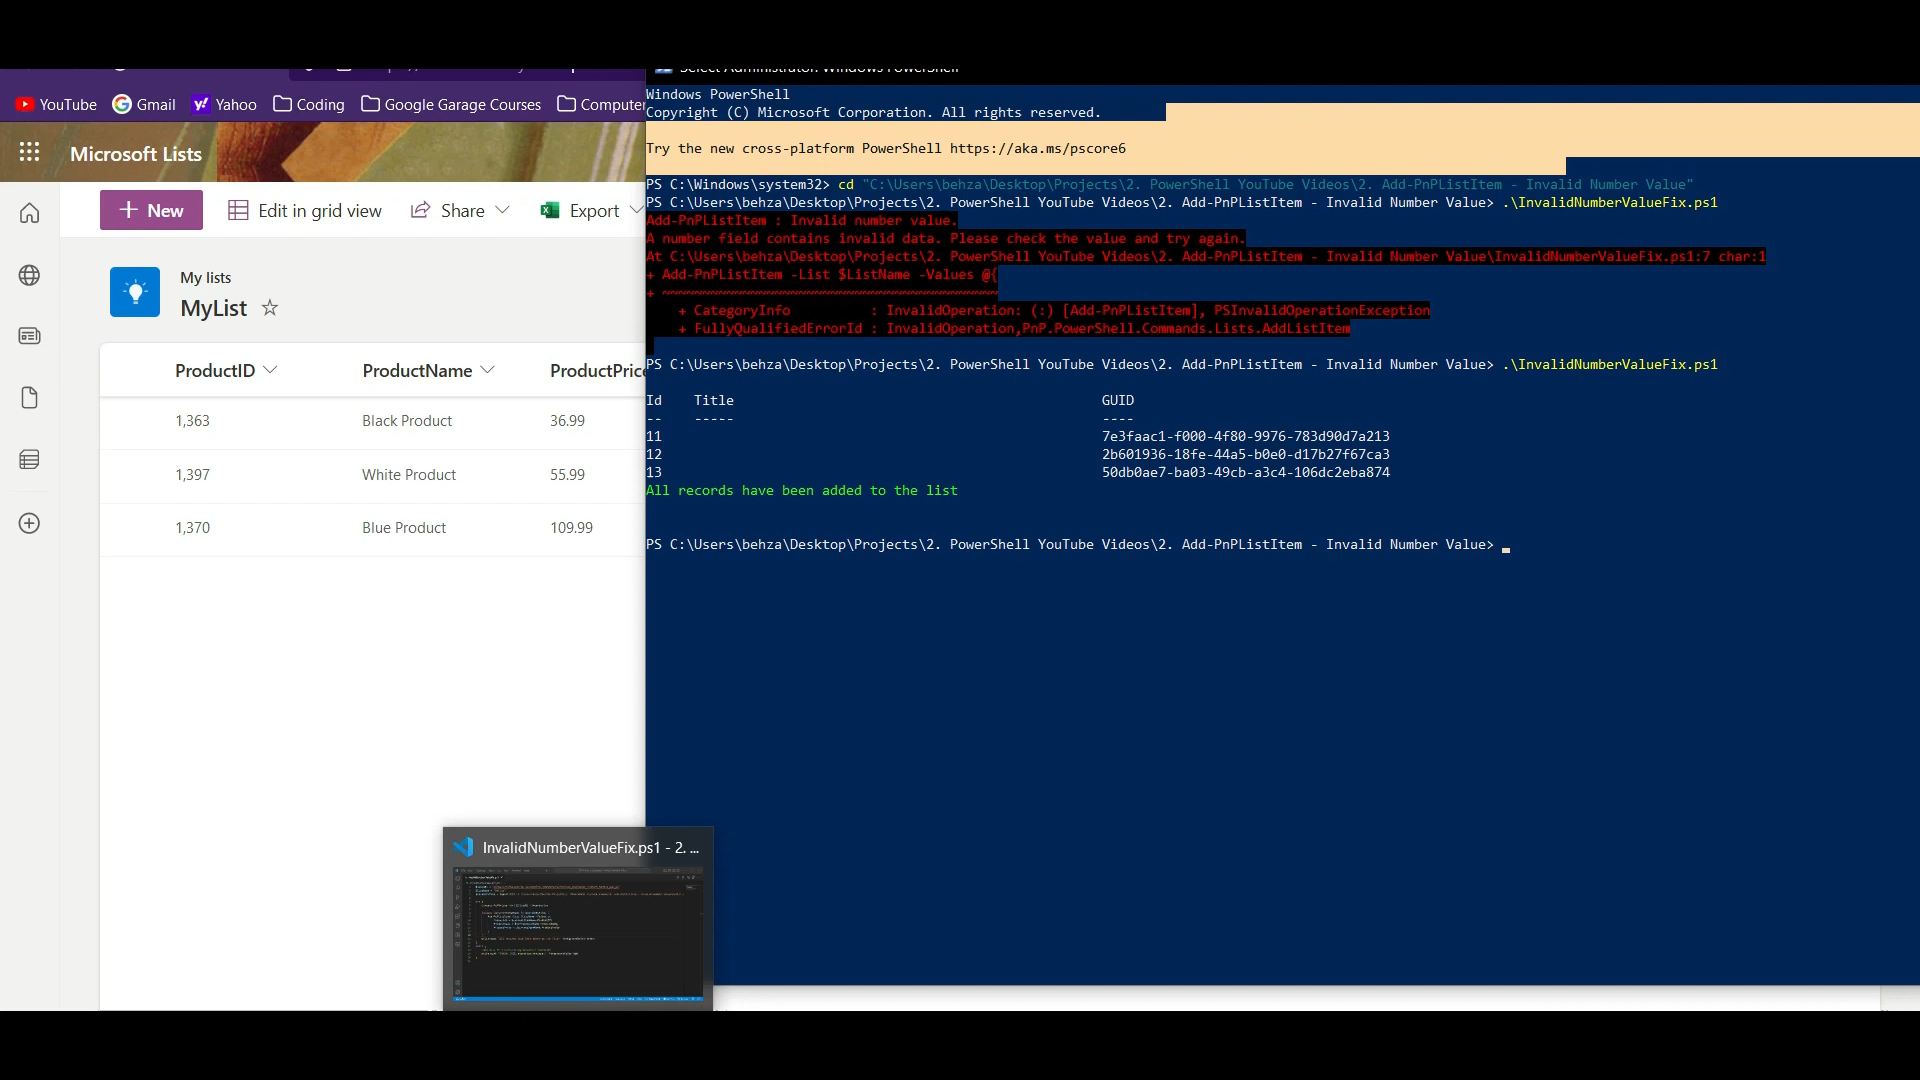 YouTube Gmail Yahoo Coding Google Garage Courses Computer
Microsoft Lists
New Edit in grid view Share Export
My lists
MyList
ProductID ProductName ProductPrice
1,363 Black Product 36.99
1,397 White Product 55.99
1,370 Blue Product 109.99
Select Administrator: Windows PowerShell
Windows PowerShell
Copyright (C) Microsoft Corporation. All rights reserved.
Try the new cross-platform PowerShell https://aka.ms/pscore6
PS C:\Windows\system32> cd "C:\Users\behza\Desktop\Projects\2. PowerShell YouTube Videos\2. Add-PnPListItem - Invalid Number Value"
PS C:\Users\behza\Desktop\Projects\2. PowerShell YouTube Videos\2. Add-PnPListItem - Invalid Number Value> .\InvalidNumberValueFix.ps1
Add-PnPListItem : Invalid number value.
A number field contains invalid data. Please check the value and try again.
At C:\Users\behza\Desktop\Projects\2. PowerShell YouTube Videos\2. Add-PnPListItem - Invalid Number Value\InvalidNumberValueFix.ps1:7 char:1
+ Add-PnPListItem -List $ListName -Values @{
+ ~~~~~~~~~~~~~~~~~~~~~~~~~~~~~~~~~~~~~~~~~~
+ CategoryInfo : InvalidOperation: (:) [Add-PnPListItem], PSInvalidOperationException
+ FullyQualifiedErrorId : InvalidOperation,PnP.PowerShell.Commands.Lists.AddListItem
PS C:\Users\behza\Desktop\Projects\2. PowerShell YouTube Videos\2. Add-PnPListItem - Invalid Number Value> .\InvalidNumberValueFix.ps1
Id Title GUID
-- ----- ----
11 7e3faac1-f000-4f80-9976-783d90d7a213
12 2b601936-18fe-44a5-b0e0-d17b27f67ca3
13 50db0ae7-ba03-49cb-a3c4-106dc2eba874
All records have been added to the list
PS C:\Users\behza\Desktop\Projects\2. PowerShell YouTube Videos\2. Add-PnPListItem - Invalid Number Value>
InvalidNumberValueFix.ps1 - 2. ...